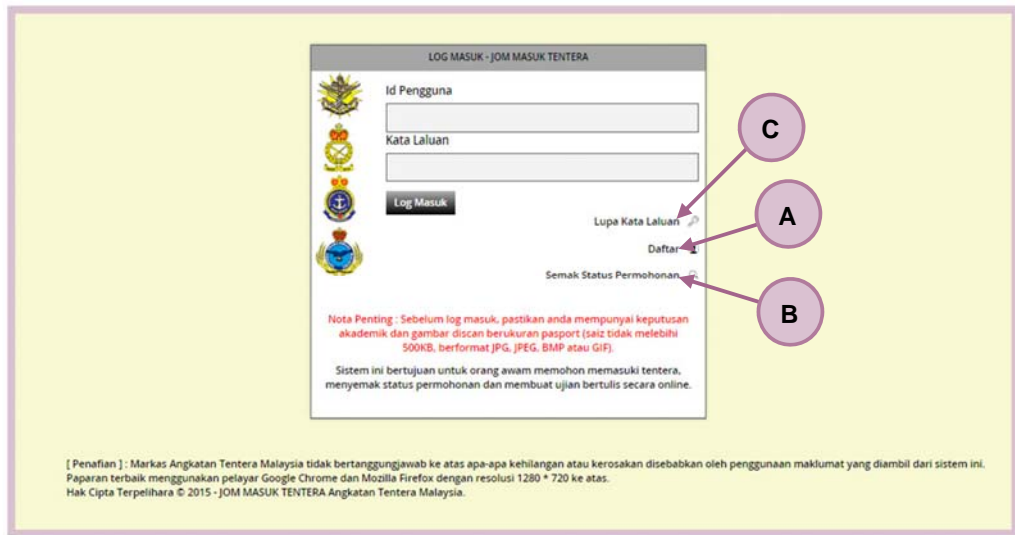 LOG MASUK - JOM MASUK TENTERA
Id Pengguna
Kata Laluan
Log Masuk
Lupa Kata Laluan
Daftar
Semak Status Permohonan
C
A
B
Nota Penting : Sebelum log masuk, pastikan anda mempunyai keputusan
akademik dan gambar discan berukuran pasport (saiz tidak melebihi
500KB, berformat JPG, JPEG, BMP atau GIF).
Sistem ini bertujuan untuk orang awam memohon memasuki tentera,
menyemak status permohonan dan membuat ujian bertulis secara online.
[ Penafian ] : Markas Angkatan Tentera Malaysia tidak bertanggungjawab ke atas apa-apa kehilangan atau kerosakan disebabkan oleh penggunaan maklumat yang diambil dari sistem ini.
Paparan terbaik menggunakan pelayar Google Chrome dan Mozilla Firefox dengan resolusi 1280 * 720 ke atas.
Hak Cipta Terpelihara © 2015 - JOM MASUK TENTERA Angkatan Tentera Malaysia.